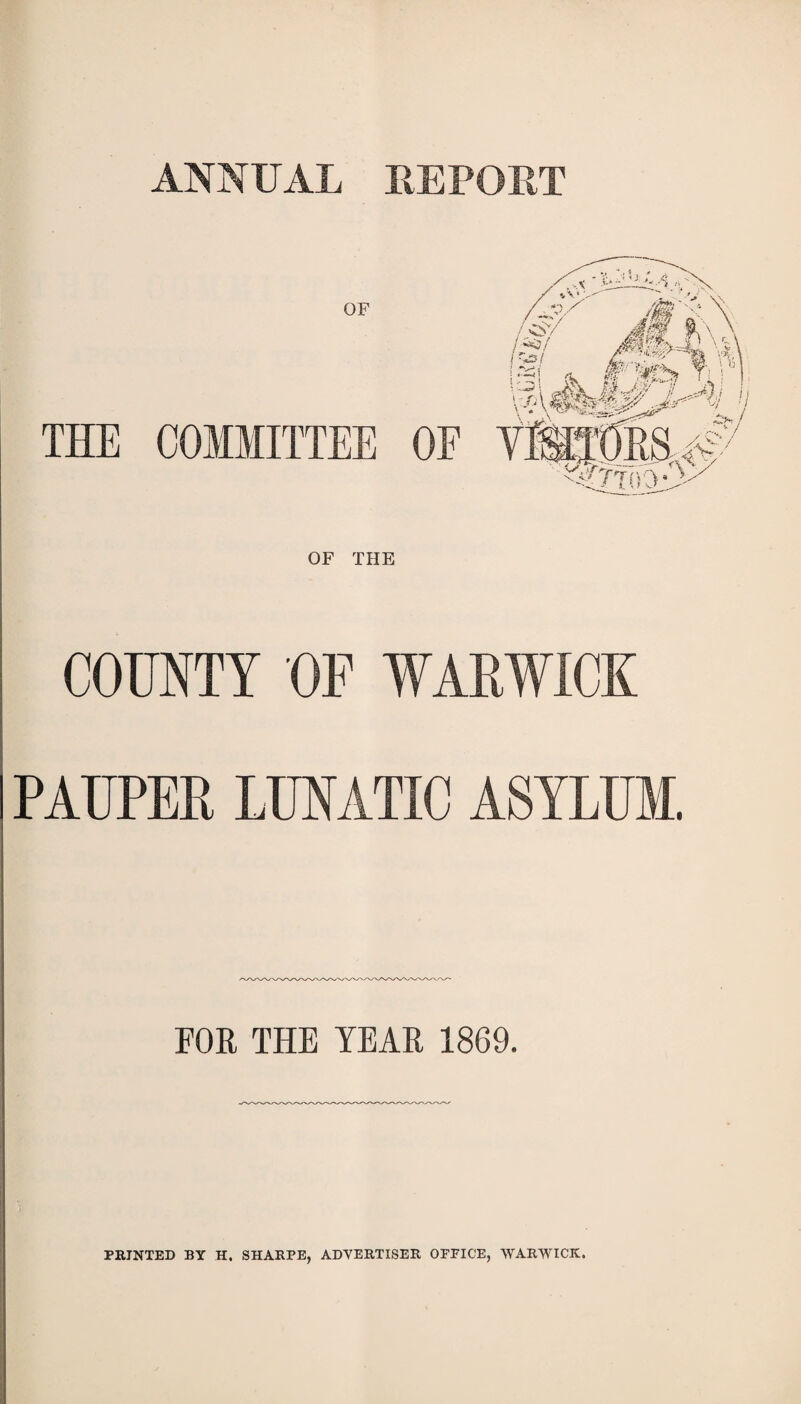 ANNUAL REPORT
OF
THE COMMITTEE OF VISITORS
OF THE
COUNTY OF WARWICK
PAUPER LUNATIC ASYLUM.
FOR THE YEAR 1869.
PRINTED BY H. SHARPE, ADVERTISER OFFICE, WARWICK.